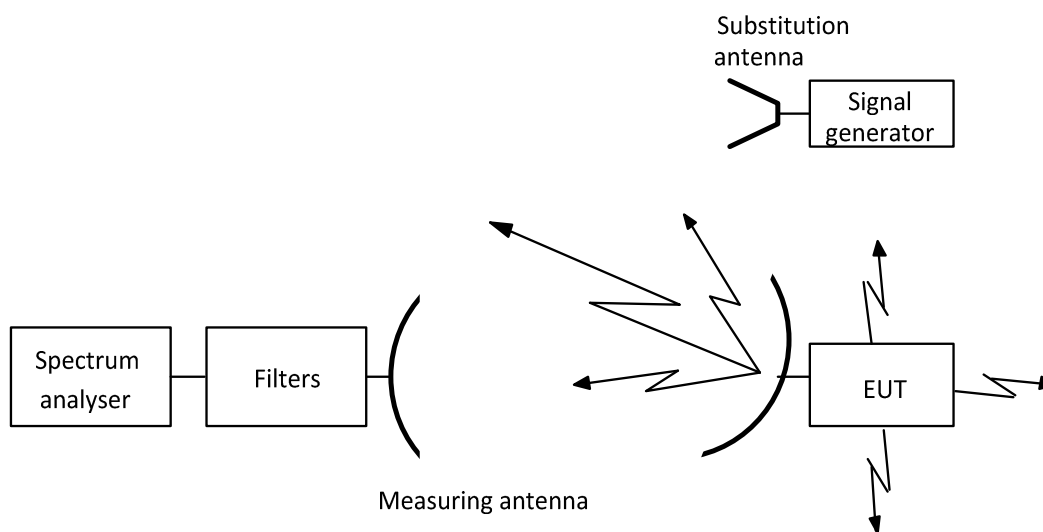 Substitution
antenna
Signal
generator
Spectrum
analyser
Filters
EUT
Measuring antenna